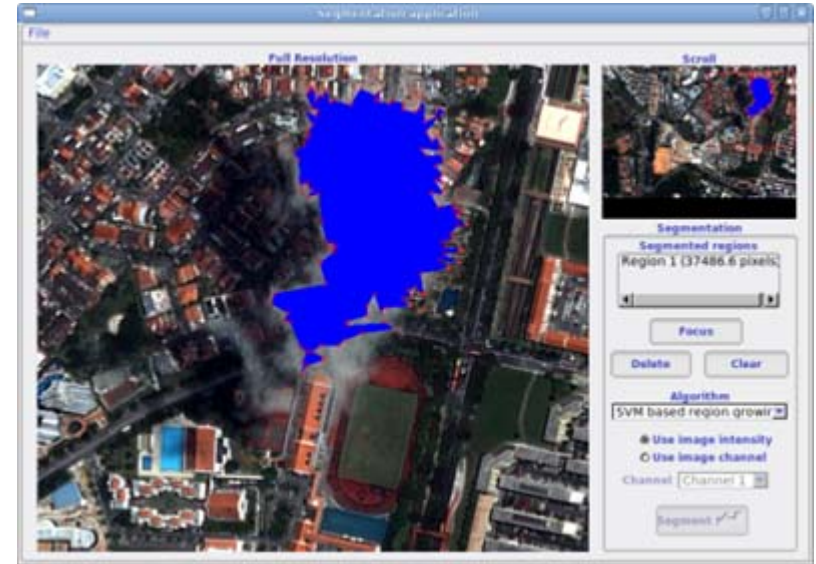 Segmentation application
File
Full Resolution
Scroll
Segmentation
Segmented regions
Region 1 (37486.6 pixels
Focus
Delete
Clear
Algorithm
SVM based region growir
Use image intensity
Use image channel
Channel
Channel 1
Segment !